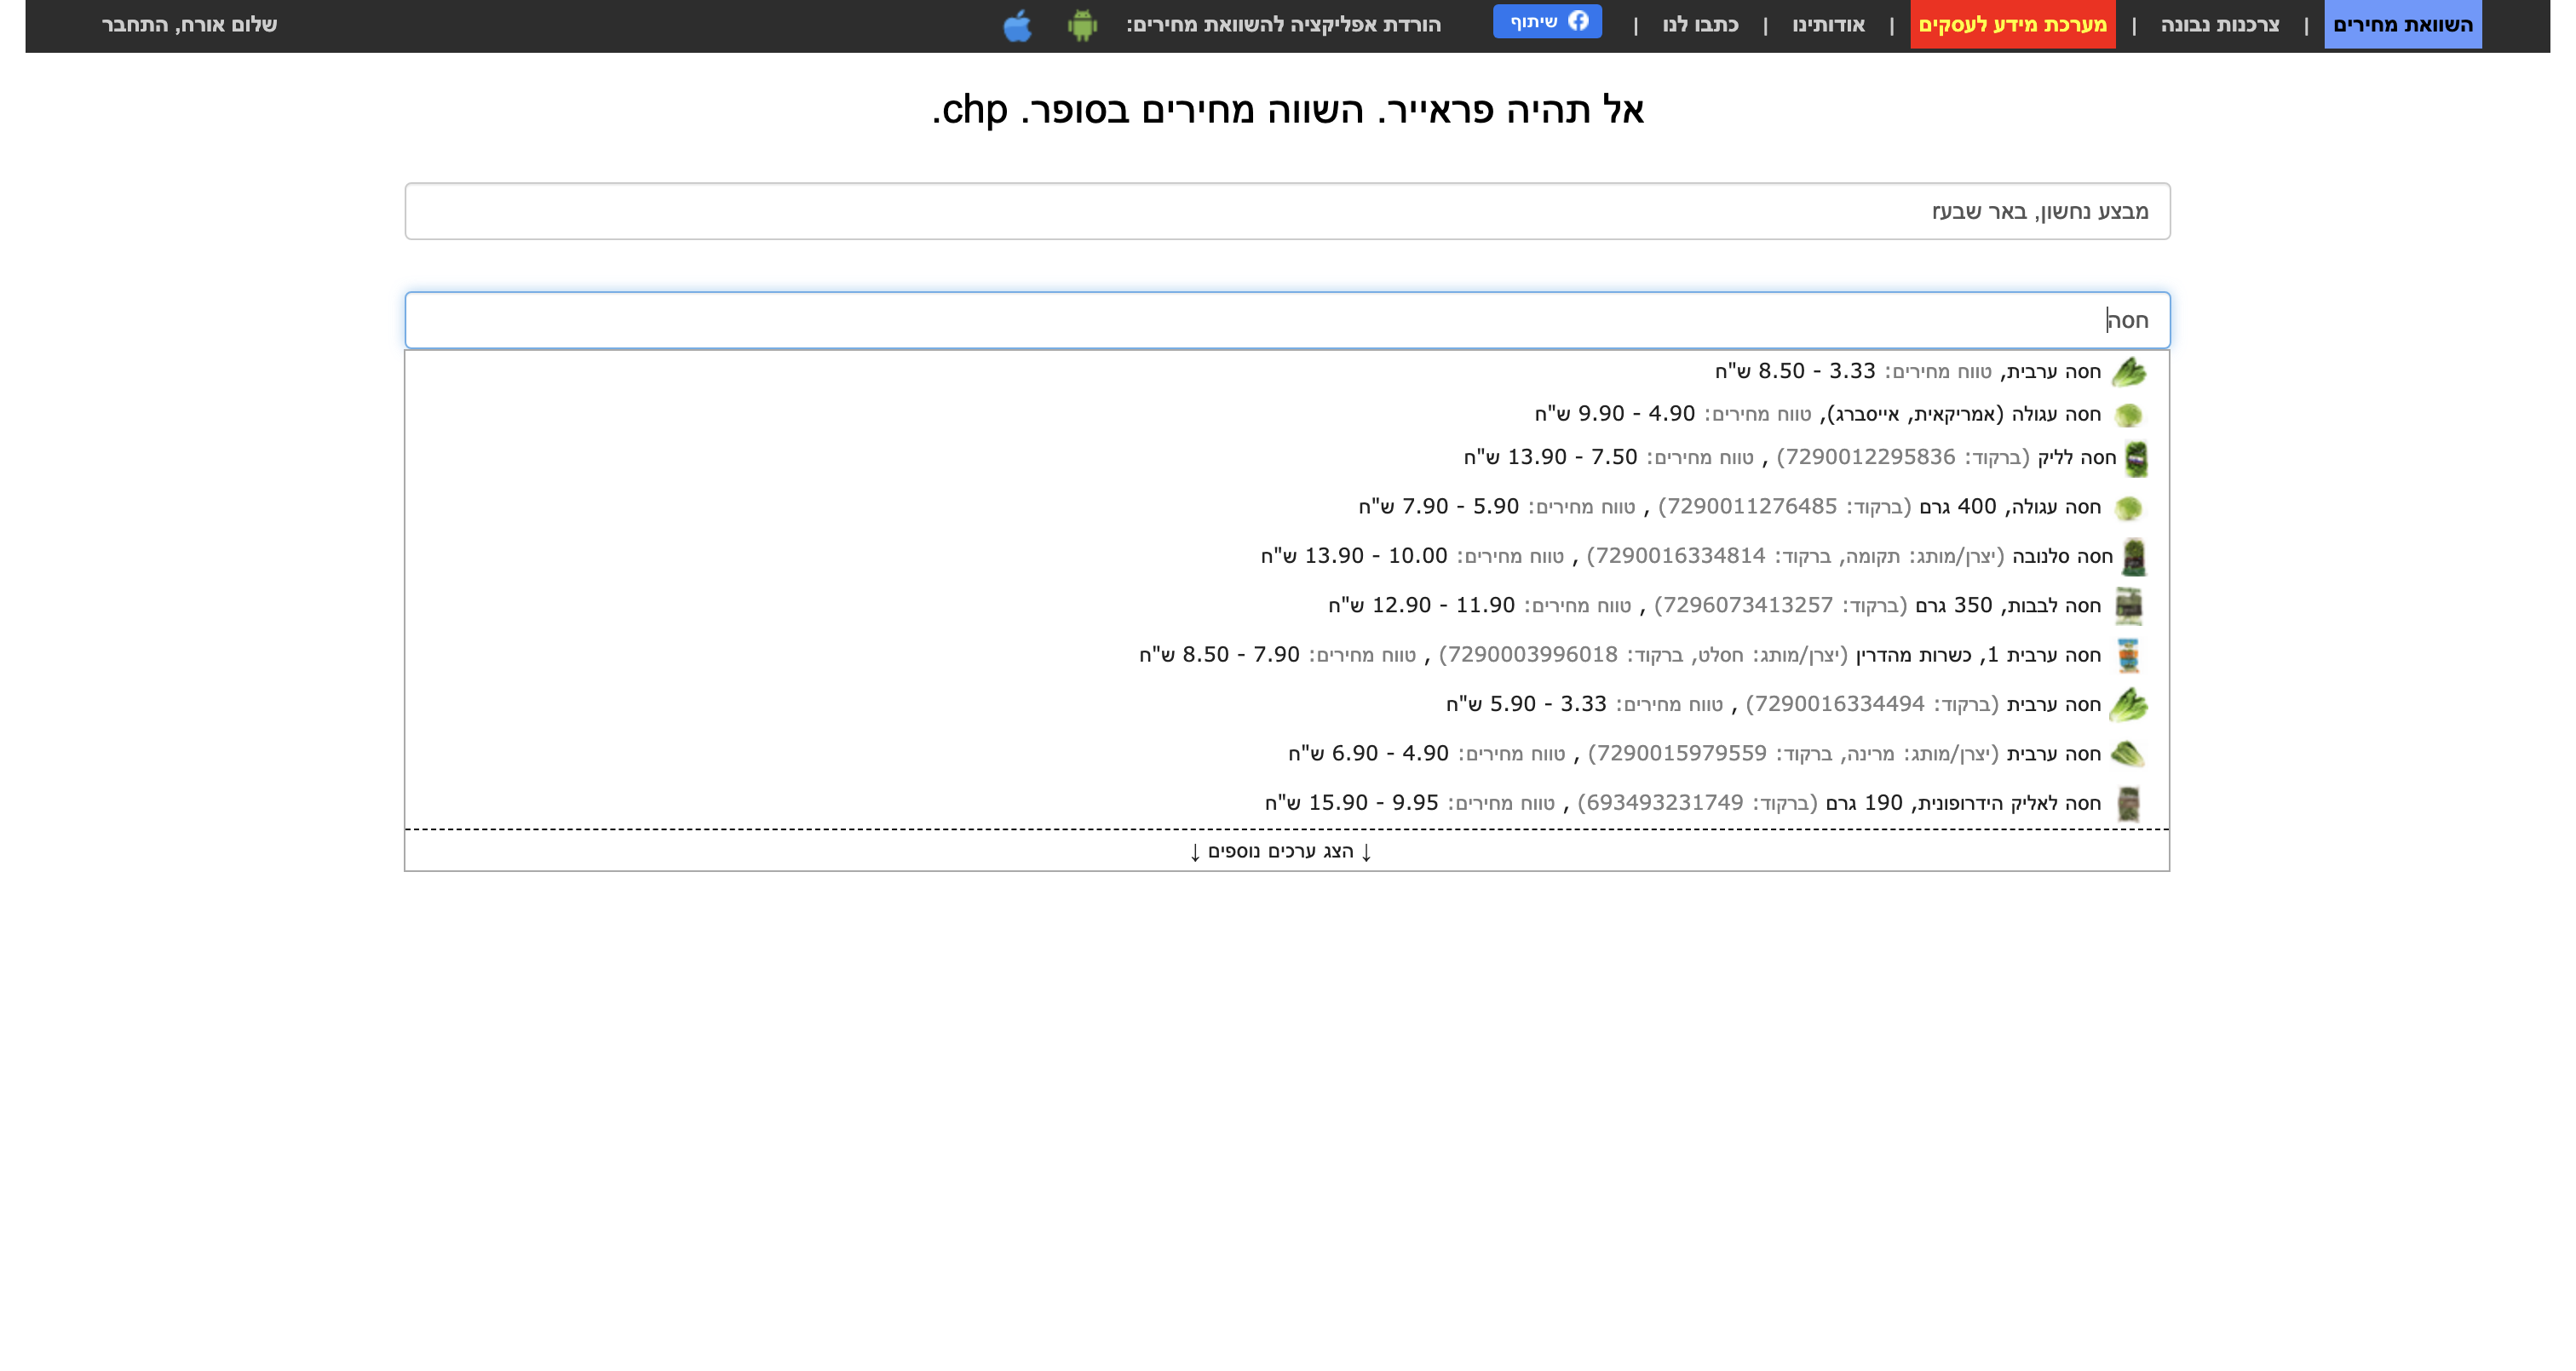 השוואת מחירים | צרכנות נבונה | מערכת מידע לעסקים | אודותינו | כתבו לנו | שיתוף הורדת אפליקציה להשוואת מחירים: שלום אורח, התחבר
אל תהיה פראייר. השווה מחירים בסופר. chp.
מבצע נחשון, באר שבעr
חסה
חסה ערבית, טווח מחירים: 3.33 - 8.50 ש"ח
חסה עגולה (אמריקאית, אייסברג), טווח מחירים: 4.90 - 9.90 ש"ח
חסה לליק (ברקוד: 7290012295836) , טווח מחירים: 7.50 - 13.90 ש"ח
חסה עגולה, 400 גרם (ברקוד: 7290011276485) , טווח מחירים: 5.90 - 7.90 ש"ח
חסה סלנובה (יצרן/מותג: תקומה, ברקוד: 7290016334814) , טווח מחירים: 10.00 - 13.90 ש"ח
חסה לבבות, 350 גרם (ברקוד: 7296073413257) , טווח מחירים: 11.90 - 12.90 ש"ח
חסה ערבית 1, כשרות מהדרין (יצרן/מותג: חסלט, ברקוד: 7290003996018) , טווח מחירים: 7.90 - 8.50 ש"ח
חסה ערבית (ברקוד: 7290016334494) , טווח מחירים: 3.33 - 5.90 ש"ח
חסה ערבית (יצרן/מותג: מרינה, ברקוד: 7290015979559) , טווח מחירים: 4.90 - 6.90 ש"ח
חסה לאליק הידרופונית, 190 גרם (ברקוד: 693493231749) , טווח מחירים: 9.95 - 15.90 ש"ח
↓ הצג ערכים נוספים ↓